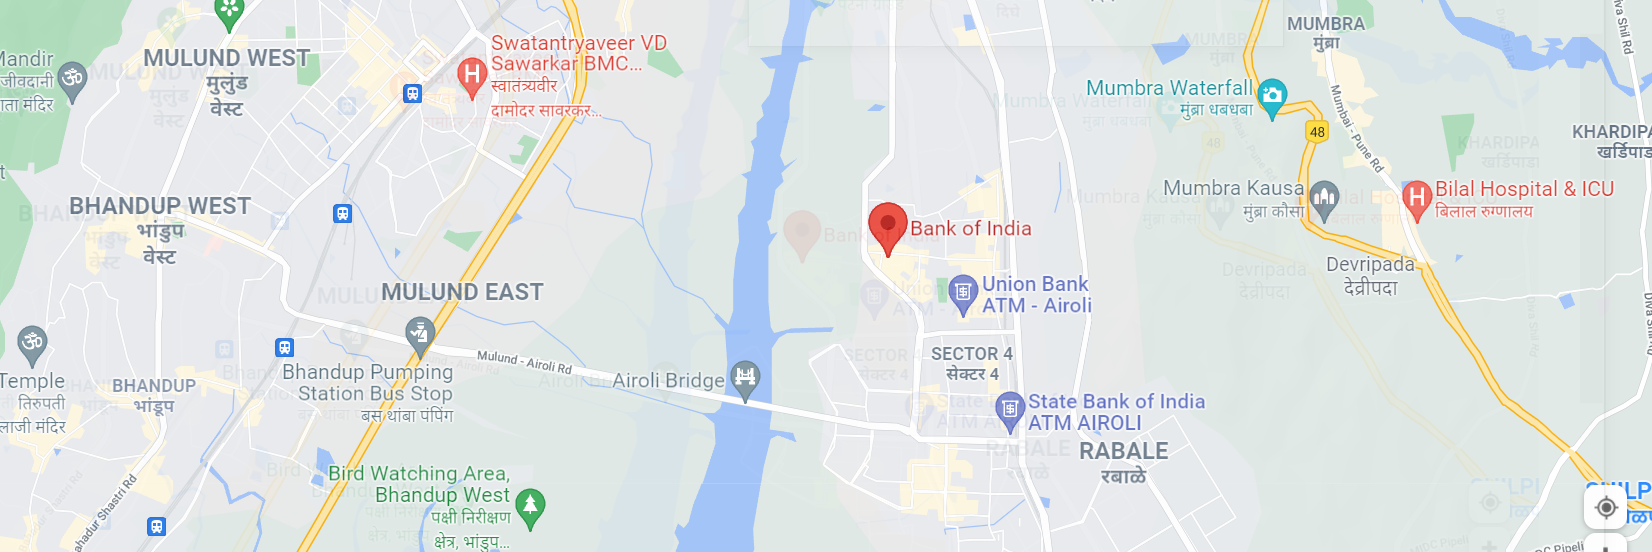 MULUND WEST
मुलुंड
वेस्ट
Mandir
जीवदानी
ाता मंदिर
Swatantryaveer VD
Sawarkar BMC...
स्वातंत्र्यवीर
दामोदर सावरकर...
BHANDUP WEST
भांडुप
वेस्ट
MULUND EAST
Temple
तिरुपती
लाजी मंदिर
BHANDUP
भांडूप
Bhandup Pumping
Station Bus Stop
बस थांबा पंपिंग
Mulund - Airoli Rd
Airoli Bridge
Bird Watching Area,
Bhandup West
पक्षी निरीक्षण
क्षेत्र, भांडुप...
ahadur Shastri Rd
Bank of India
Union Bank
ATM - Airoli
SECTOR 4
सेक्टर 4
State Bank of India
ATM AIROLI
RABALE
रबाळे
MUMBRA
मुंब्रा
Mumbra Waterfall
मुंब्रा धबधबा
48
Mumbai - Pune Rd
Mumbra Kausa
मुंब्रा कौसा
Bilal Hospital & ICU
बिलाल रुग्णालय
Devripada
देव्रीपदा
KHARDIPA
खर्डिपाड
iva Shil Rd
Diva Shil R